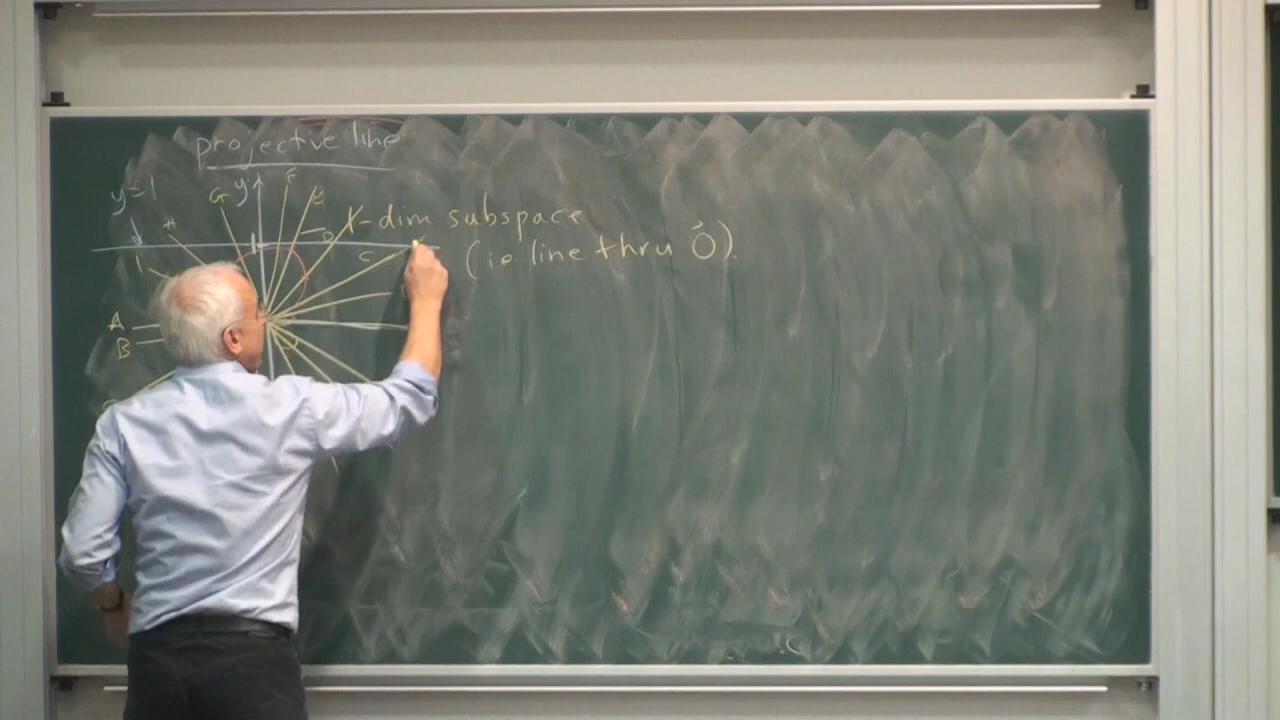 projective line
y=1
G y F E
H
1-dim subspace
D
(ie line thru O).
d
C
I
A
B